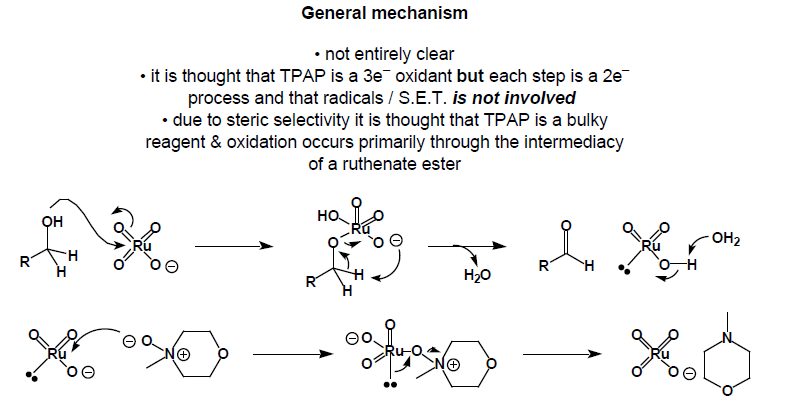 General mechanism
• not entirely clear
• it is thought that TPAP is a 3e⁻ oxidant but each step is a 2e⁻
process and that radicals / S.E.T. is not involved
• due to steric selectivity it is thought that TPAP is a bulky
reagent & oxidation occurs primarily through the intermediacy
of a ruthenate ester
OH R H H O O Ru O O ⊖
HO O O Ru O O ⊖ R H H
H₂O
O R H O O Ru O H OH₂
O O Ru O ⊖ ⊖ O N ⊕ O
⊖ O O Ru O O N ⊕ O
O O Ru O O ⊖ N O